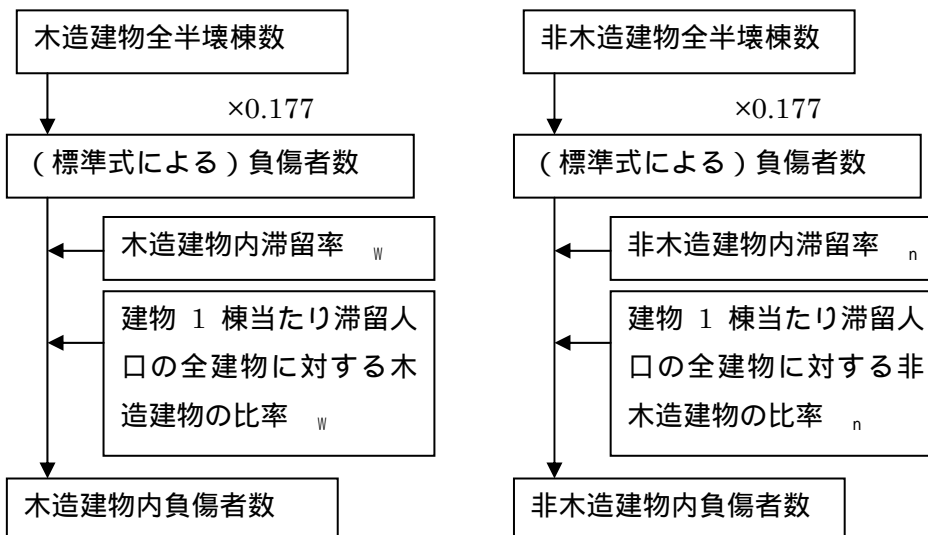 木造建物全半壊棟数
×0.177
(標準式による)負傷者数
木造建物内滞留率 W
建物 1 棟当たり滞留人
口の全建物に対する木
造建物の比率 W
木造建物内負傷者数
非木造建物全半壊棟数
×0.177
(標準式による)負傷者数
非木造建物内滞留率 n
建物 1 棟当たり滞留人
口の全建物に対する非
木造建物の比率 n
非木造建物内負傷者数